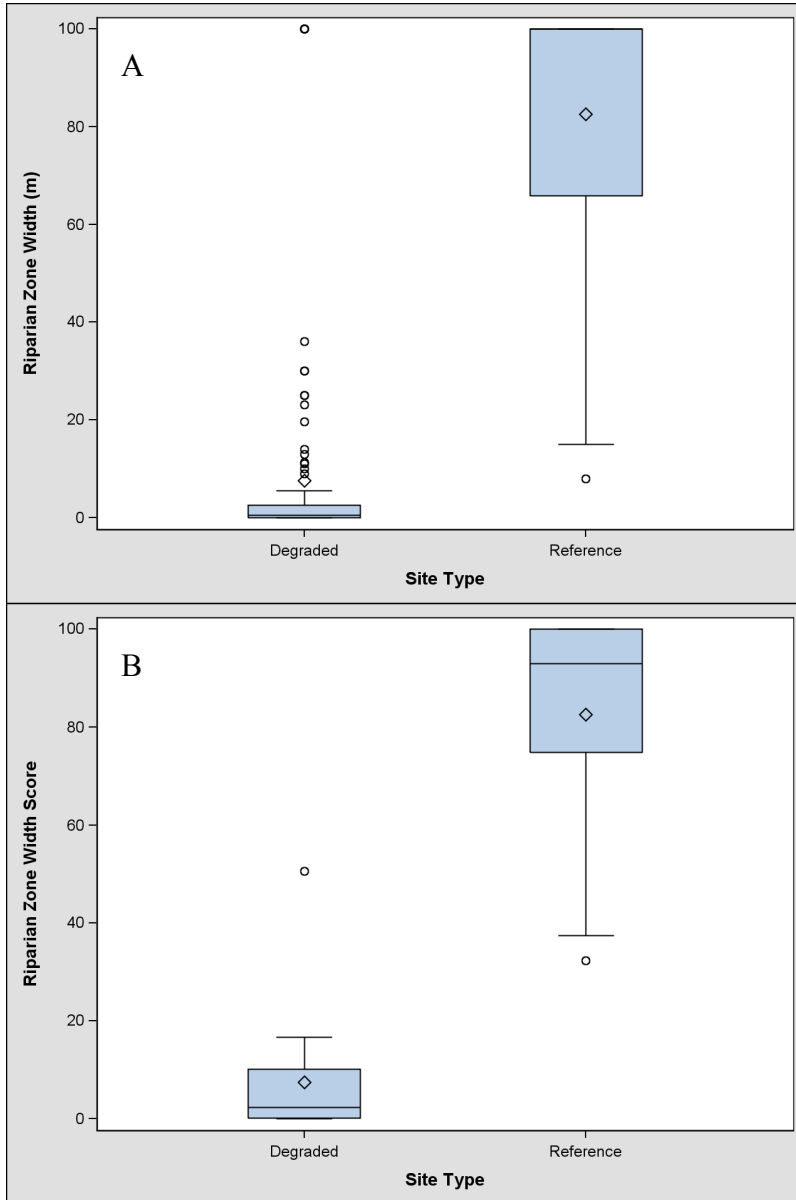 A
100
80
60
40
20
0
Riparian Zone Width (m)
Degraded
Reference
Site Type
B
100
80
60
40
20
0
Riparian Zone Width Score
Degraded
Reference
Site Type